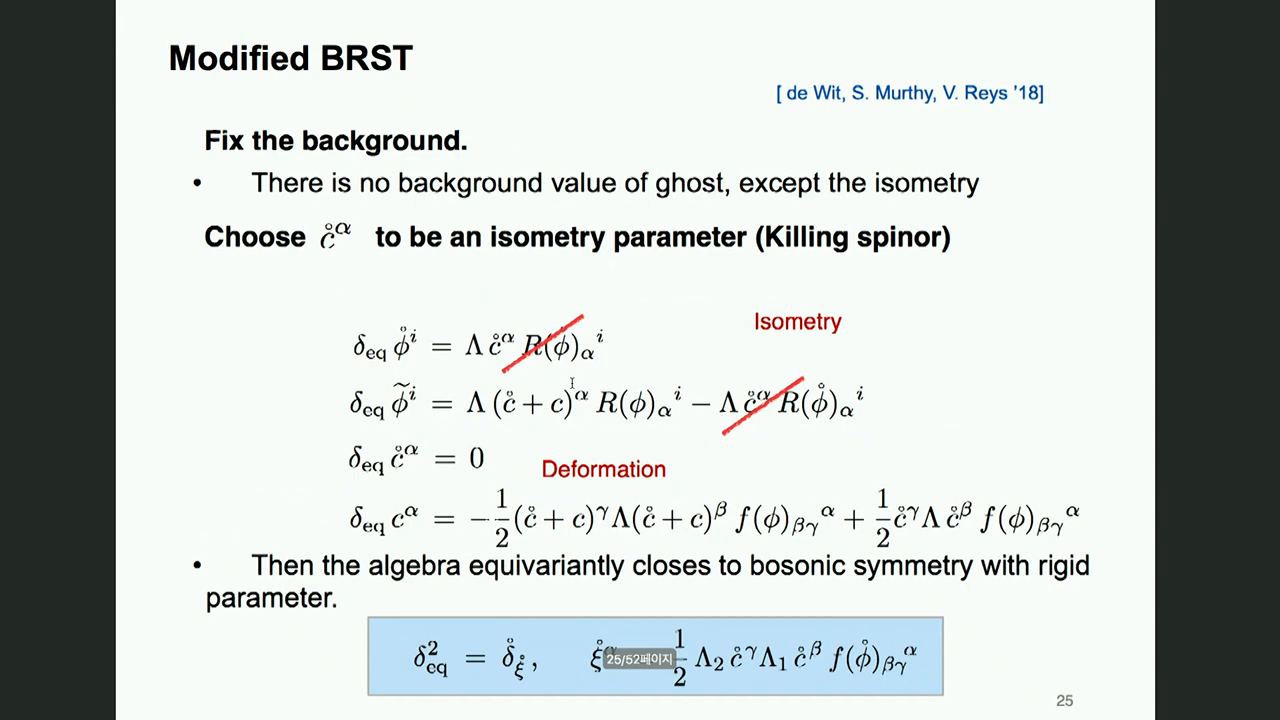 Modified BRST
[ de Wit, S. Murthy, V. Reys '18]
Fix the background.
• There is no background value of ghost, except the isometry
Choose c̊^α to be an isometry parameter (Killing spinor)
Isometry
δ_eq φ̊^i = Λ c̊^α R(φ̊)_α^i
δ_eq φ̃^i = Λ (c̊ + c)^α R(φ)_α^i − Λ c̊^α R(φ̊)_α^i
δ_eq c̊^α = 0
Deformation
δ_eq c^α = −1/2 (c̊ + c)^γ Λ(c̊ + c)^β f(φ)_βγ^α + 1/2 c̊^γ Λ c̊^β f(φ)_βγ^α
• Then the algebra equivariantly closes to bosonic symmetry with rigid
parameter.
δ²_eq = δ̊_ξ̊ , ξ̊^α 1/2 Λ₂ c̊^γ Λ₁ c̊^β f(φ̊)_βγ^α
25/52페이지
25